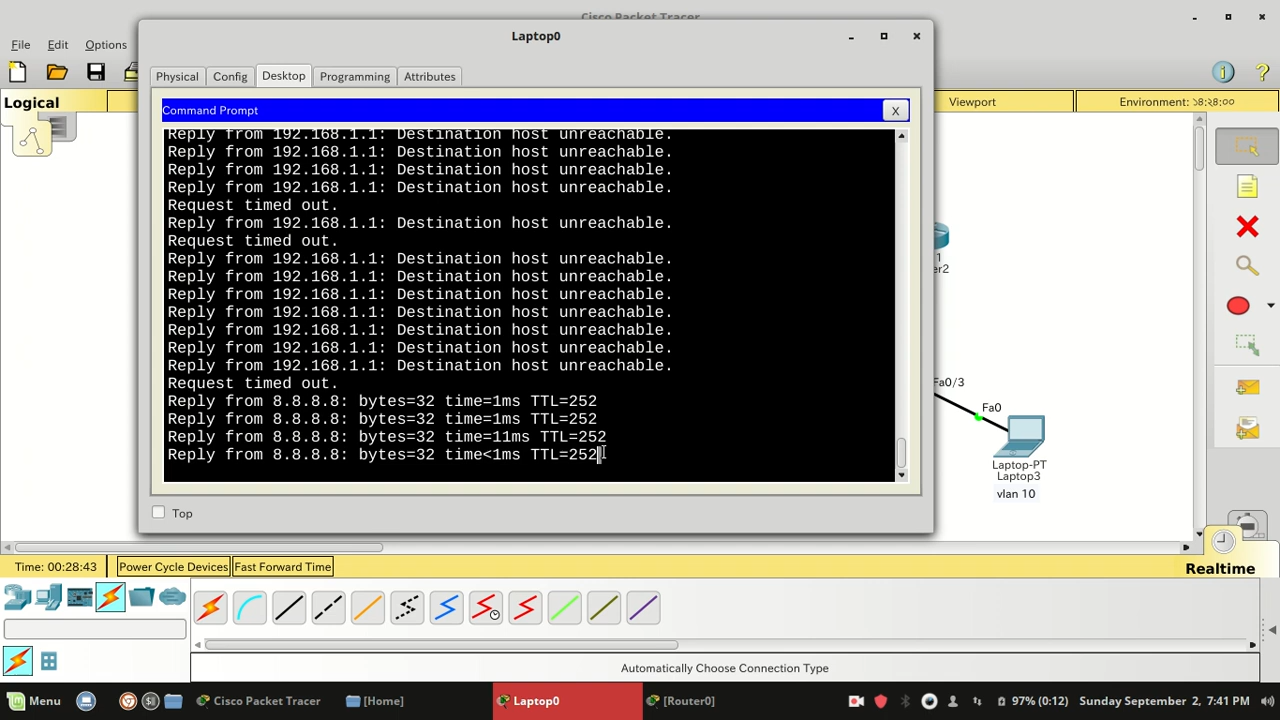 Cisco Packet Tracer
Laptop0
File Edit Options
Physical Config Desktop Programming Attributes
Logical
Viewport
Environment: ১৪:২৪:০০
Command Prompt
X
Reply from 192.168.1.1: Destination host unreachable.
Reply from 192.168.1.1: Destination host unreachable.
Reply from 192.168.1.1: Destination host unreachable.
Reply from 192.168.1.1: Destination host unreachable.
Request timed out.
Reply from 192.168.1.1: Destination host unreachable.
Request timed out.
Reply from 192.168.1.1: Destination host unreachable.
Reply from 192.168.1.1: Destination host unreachable.
Reply from 192.168.1.1: Destination host unreachable.
Reply from 192.168.1.1: Destination host unreachable.
Reply from 192.168.1.1: Destination host unreachable.
Reply from 192.168.1.1: Destination host unreachable.
Reply from 192.168.1.1: Destination host unreachable.
Request timed out.
Reply from 8.8.8.8: bytes=32 time=1ms TTL=252
Reply from 8.8.8.8: bytes=32 time=1ms TTL=252
Reply from 8.8.8.8: bytes=32 time=11ms TTL=252
Reply from 8.8.8.8: bytes=32 time<1ms TTL=252
Top
1
er2
Fa0/3
Fa0
Laptop-PT
Laptop3
vlan 10
Time: 00:28:43
Power Cycle Devices
Fast Forward Time
Realtime
Automatically Choose Connection Type
Menu
Cisco Packet Tracer
[Home]
Laptop0
[Router0]
97% (0:12)
Sunday September 2, 7:41 PM